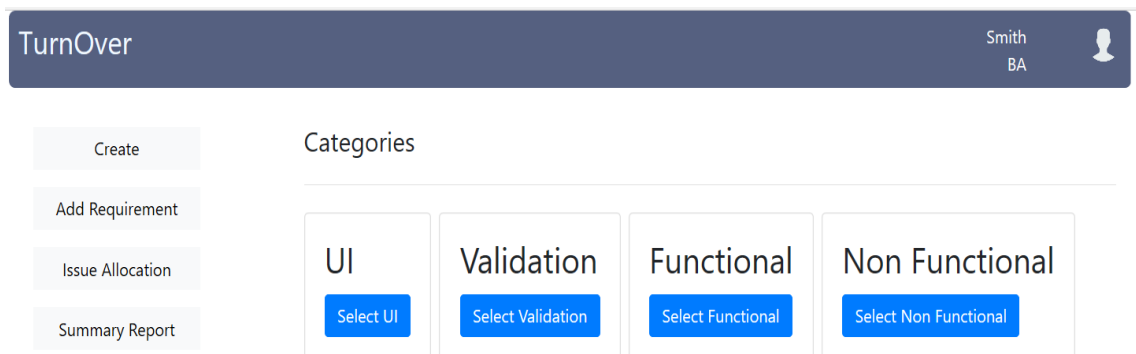 TurnOver
Smith
BA
Create
Add Requirement
Issue Allocation
Summary Report
Categories
UI
Select UI
Validation
Select Validation
Functional
Select Functional
Non Functional
Select Non Functional